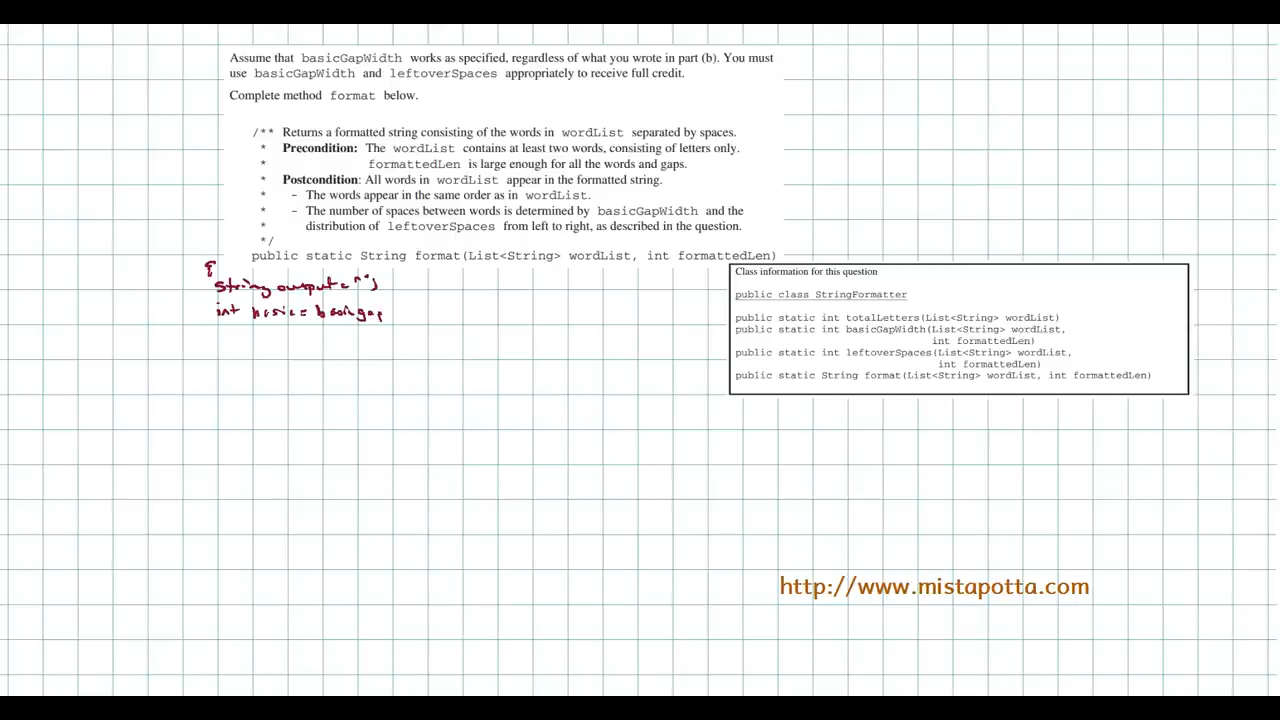 Assume that basicGapWidth works as specified, regardless of what you wrote in part (b). You must
use basicGapWidth and leftoverSpaces appropriately to receive full credit.
Complete method format below.
/** Returns a formatted string consisting of the words in wordList separated by spaces.
* Precondition: The wordList contains at least two words, consisting of letters only.
* formattedLen is large enough for all the words and gaps.
* Postcondition: All words in wordList appear in the formatted string.
* – The words appear in the same order as in wordList.
* – The number of spaces between words is determined by basicGapWidth and the
* distribution of leftoverSpaces from left to right, as described in the question.
*/
public static String format(List<String> wordList, int formattedLen)
{
String output = "";
int basic = basicgap
Class information for this question
public class StringFormatter
public static int totalLetters(List<String> wordList)
public static int basicGapWidth(List<String> wordList,
int formattedLen)
public static int leftoverSpaces(List<String> wordList,
int formattedLen)
public static String format(List<String> wordList, int formattedLen)
http://www.mistapotta.com